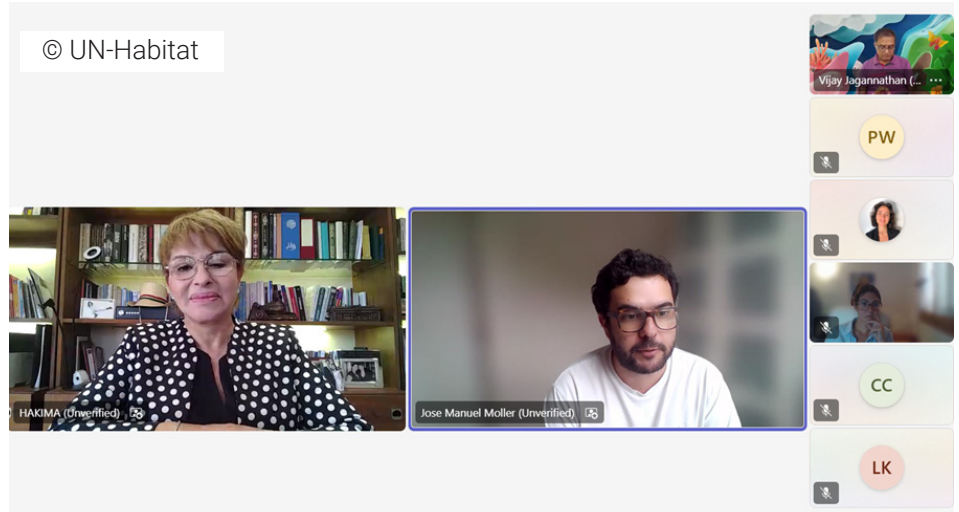 © UN-Habitat
Vijay Jagannathan (...
PW
HAKIMA (Unverified)
Jose Manuel Moller (Unverified)
CC
LK